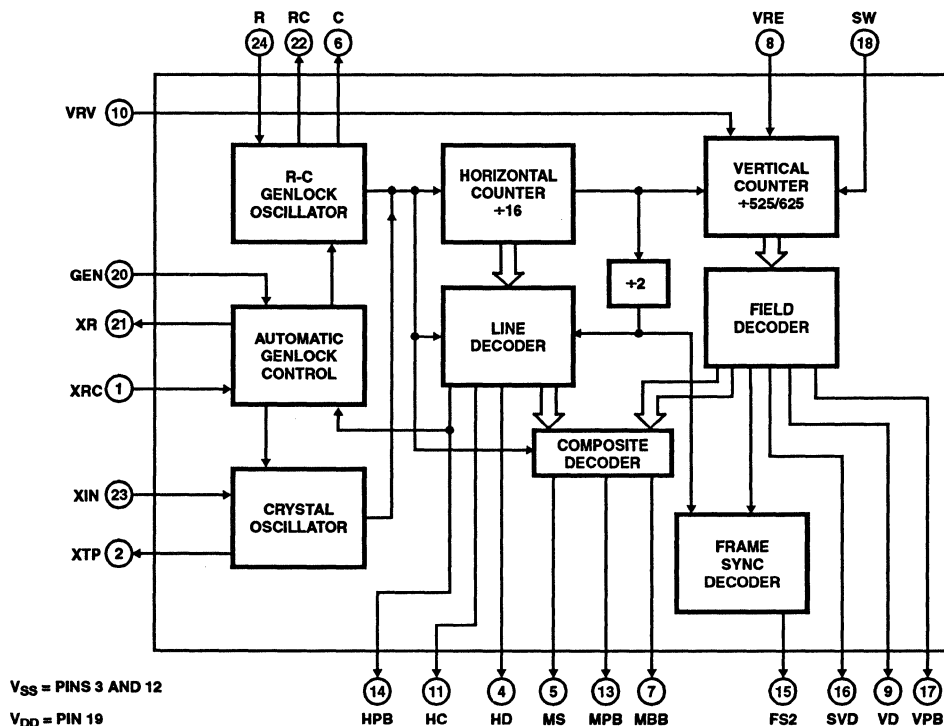 R RC C VRE SW
24 22 6 8 18
VRV 10
R-C
GENLOCK
OSCILLATOR
HORIZONTAL
COUNTER
÷16
VERTICAL
COUNTER
÷525/625
GEN 20
XR 21
XRC 1
AUTOMATIC
GENLOCK
CONTROL
LINE
DECODER
÷2
FIELD
DECODER
COMPOSITE
DECODER
XIN 23
XTP 2
CRYSTAL
OSCILLATOR
FRAME
SYNC
DECODER
VSS = PINS 3 AND 12
VDD = PIN 19
14 11 4 5 13 7 15 16 9 17
HPB HC HD MS MPB MBB FS2 SVD VD VPB